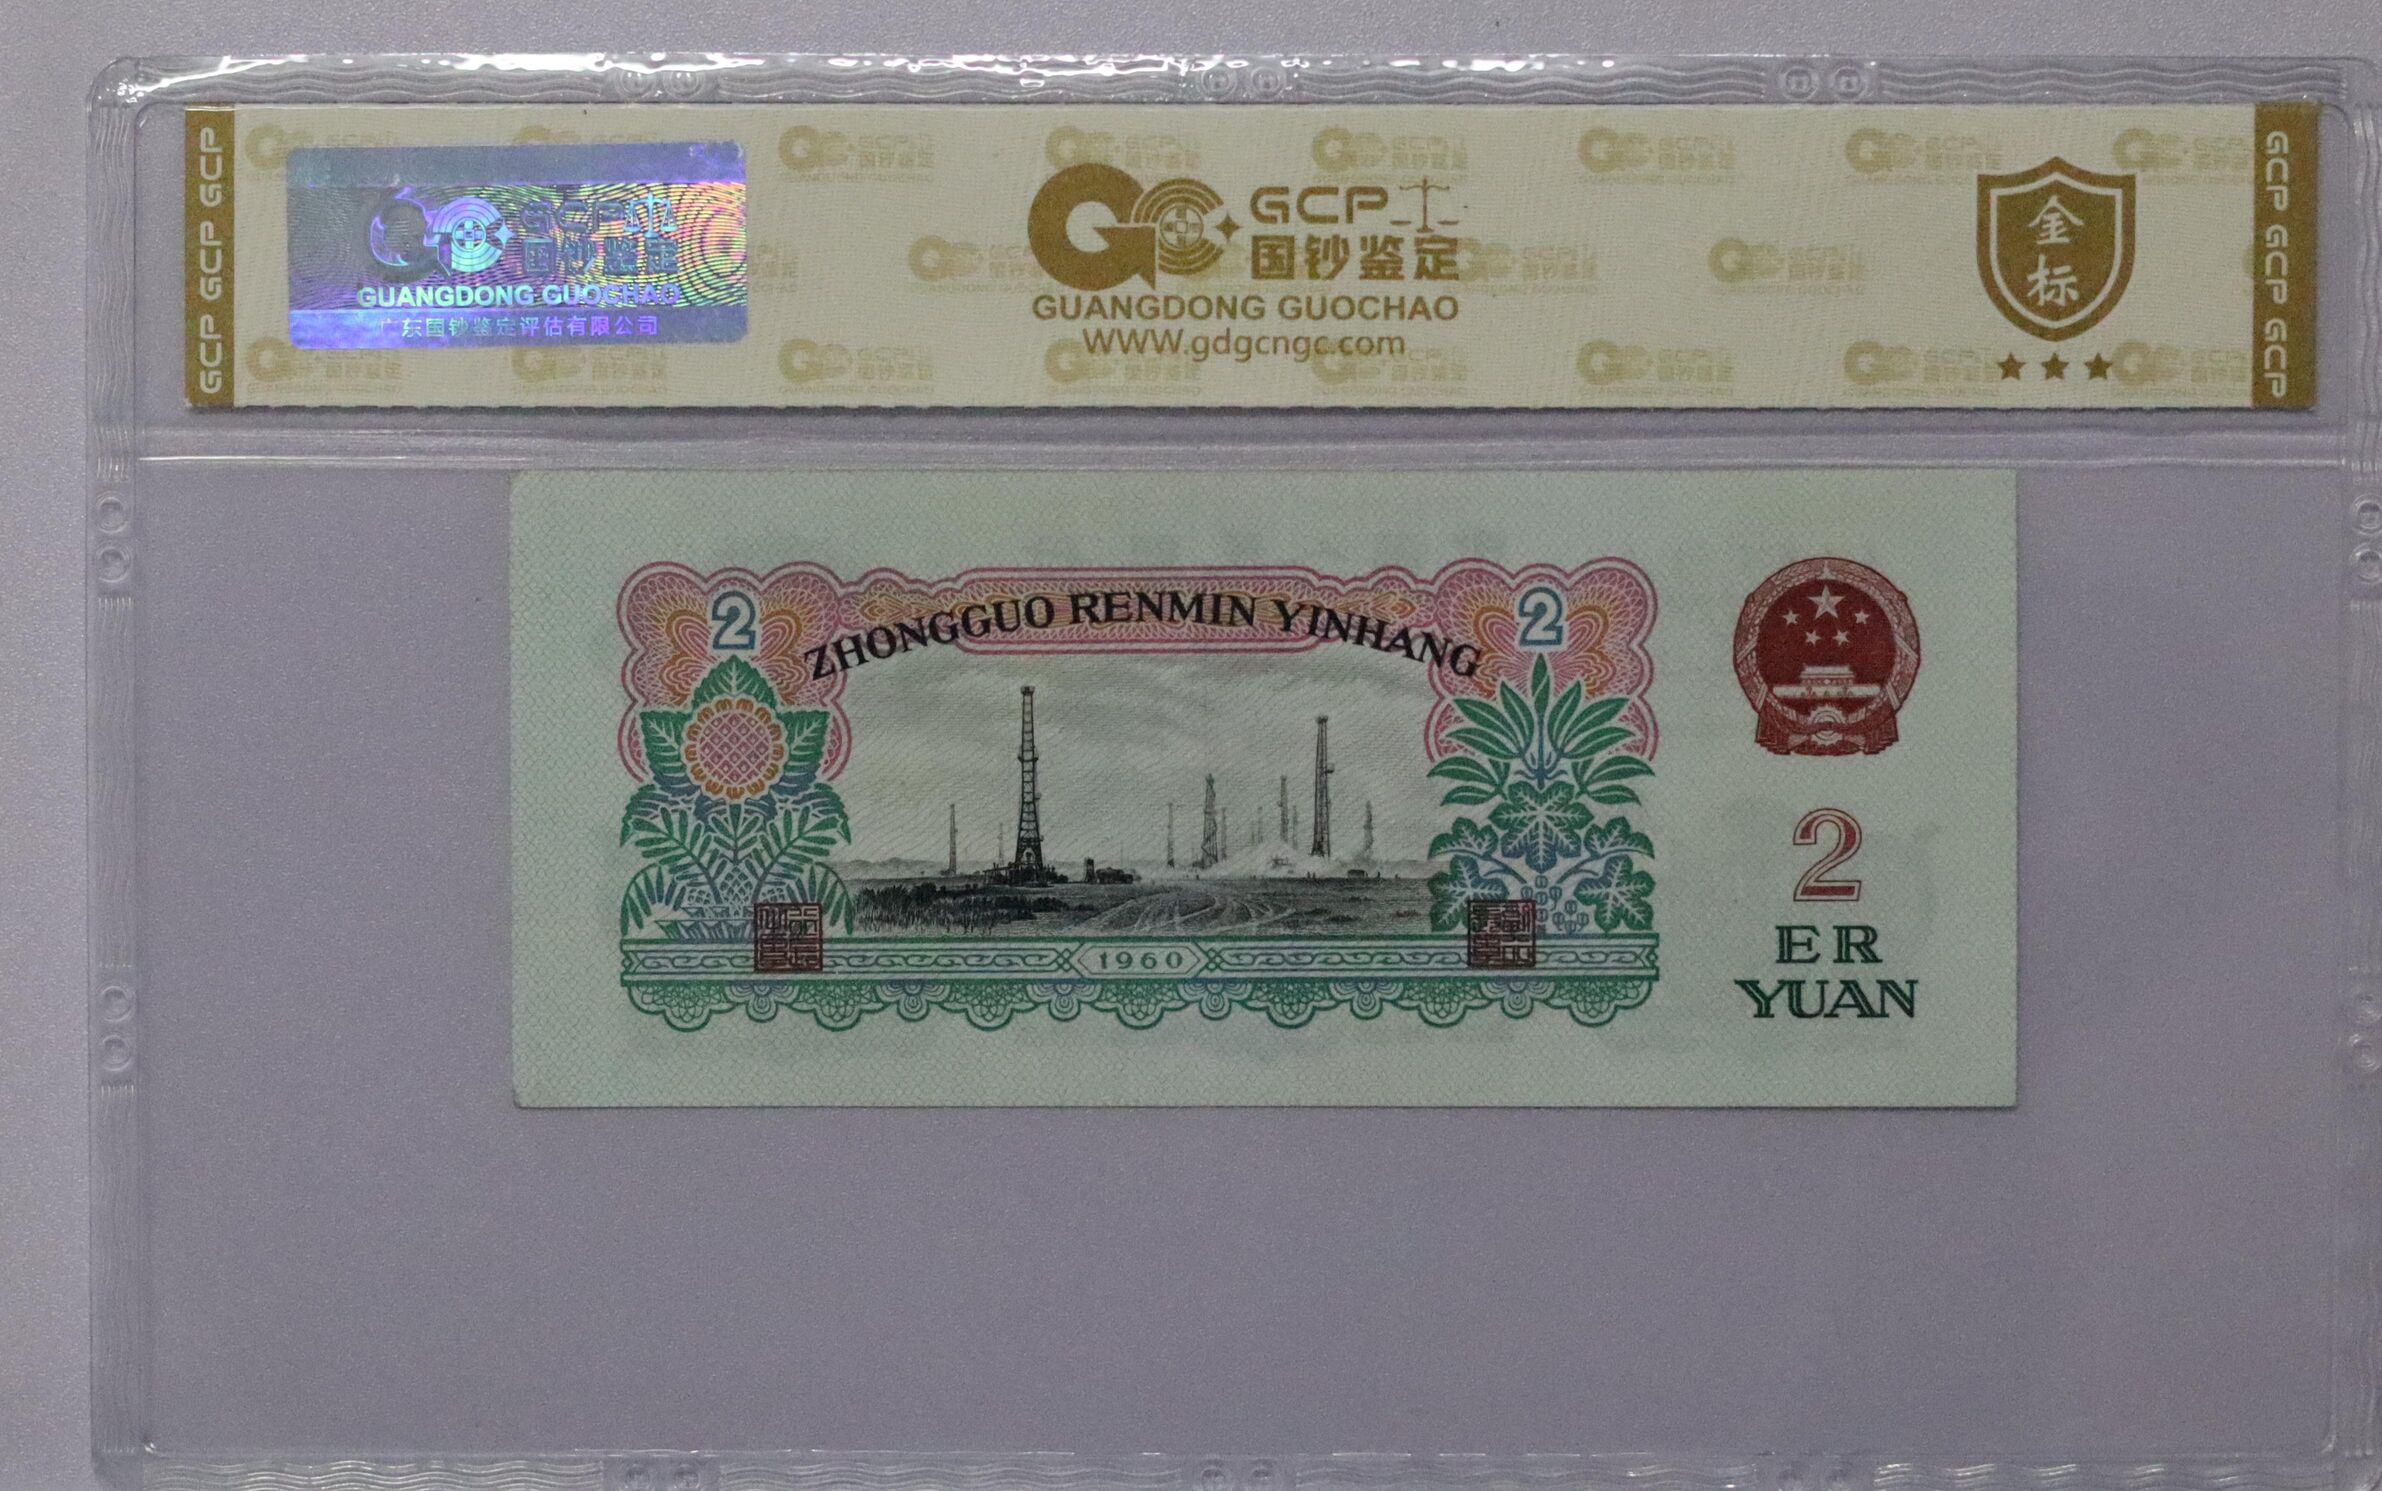 GCP GCP GCP
GCP
国钞鉴定
GUANGDONG GUOCHAO
广东国钞鉴定评估有限公司
GCP
国钞鉴定
GUANGDONG GUOCHAO
WWW.gdgcngc.com
金
标
GCP GCP GCP
2
ZHONGGUO RENMIN YINHANG
2
1960
2
ER
YUAN